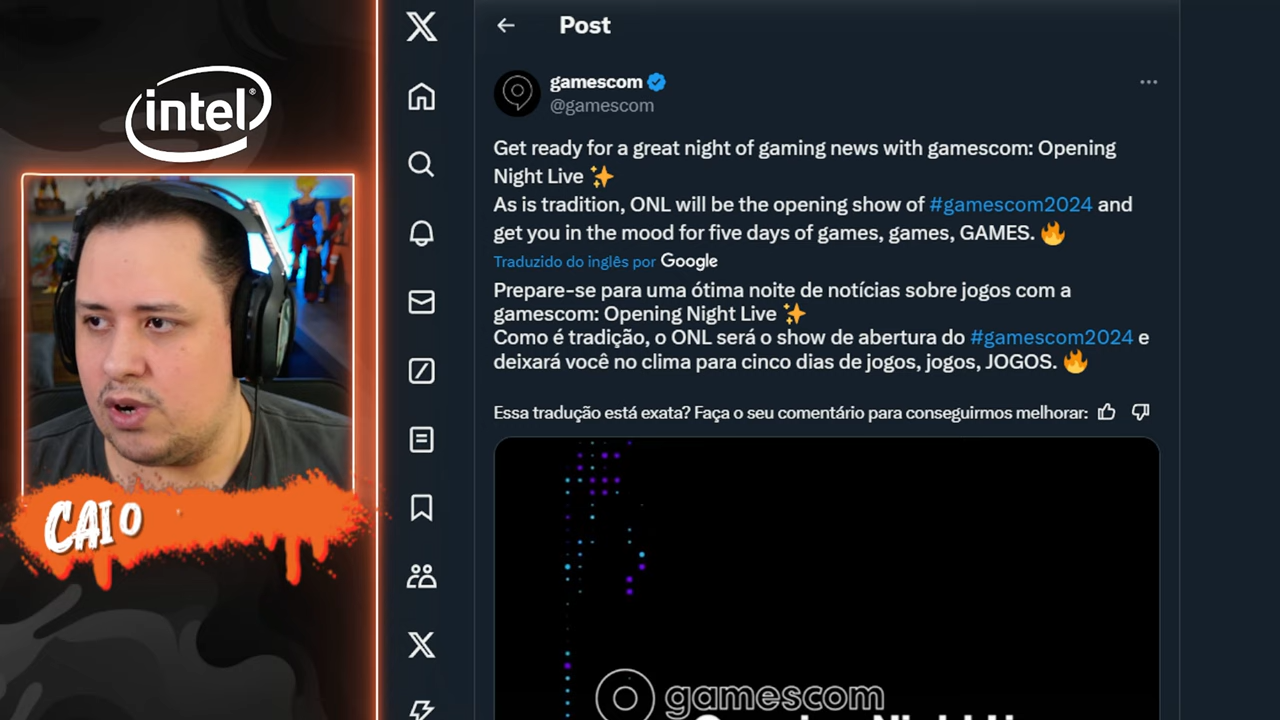 intel
CAIO
Post
gamescom
@gamescom
Get ready for a great night of gaming news with gamescom: Opening
Night Live ✨
As is tradition, ONL will be the opening show of #gamescom2024 and
get you in the mood for five days of games, games, GAMES. 🔥
Traduzido do inglês por Google
Prepare-se para uma ótima noite de notícias sobre jogos com a
gamescom: Opening Night Live ✨
Como é tradição, o ONL será o show de abertura do #gamescom2024 e
deixará você no clima para cinco dias de jogos, jogos, JOGOS. 🔥
Essa tradução está exata? Faça o seu comentário para conseguirmos melhorar:
gamescom